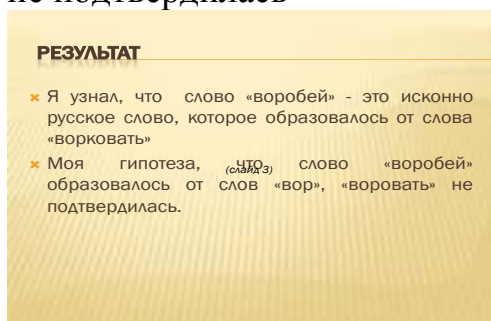 не подтвердилась
РЕЗУЛЬТАТ
Я узнал, что слово «воробей» - это исконно
русское слово, которое образовалось от слова
«ворковать»
Моя гипотеза, что слово «воробей»
(слайд 3)
образовалось от слов «вор», «воровать» не
подтвердилась.